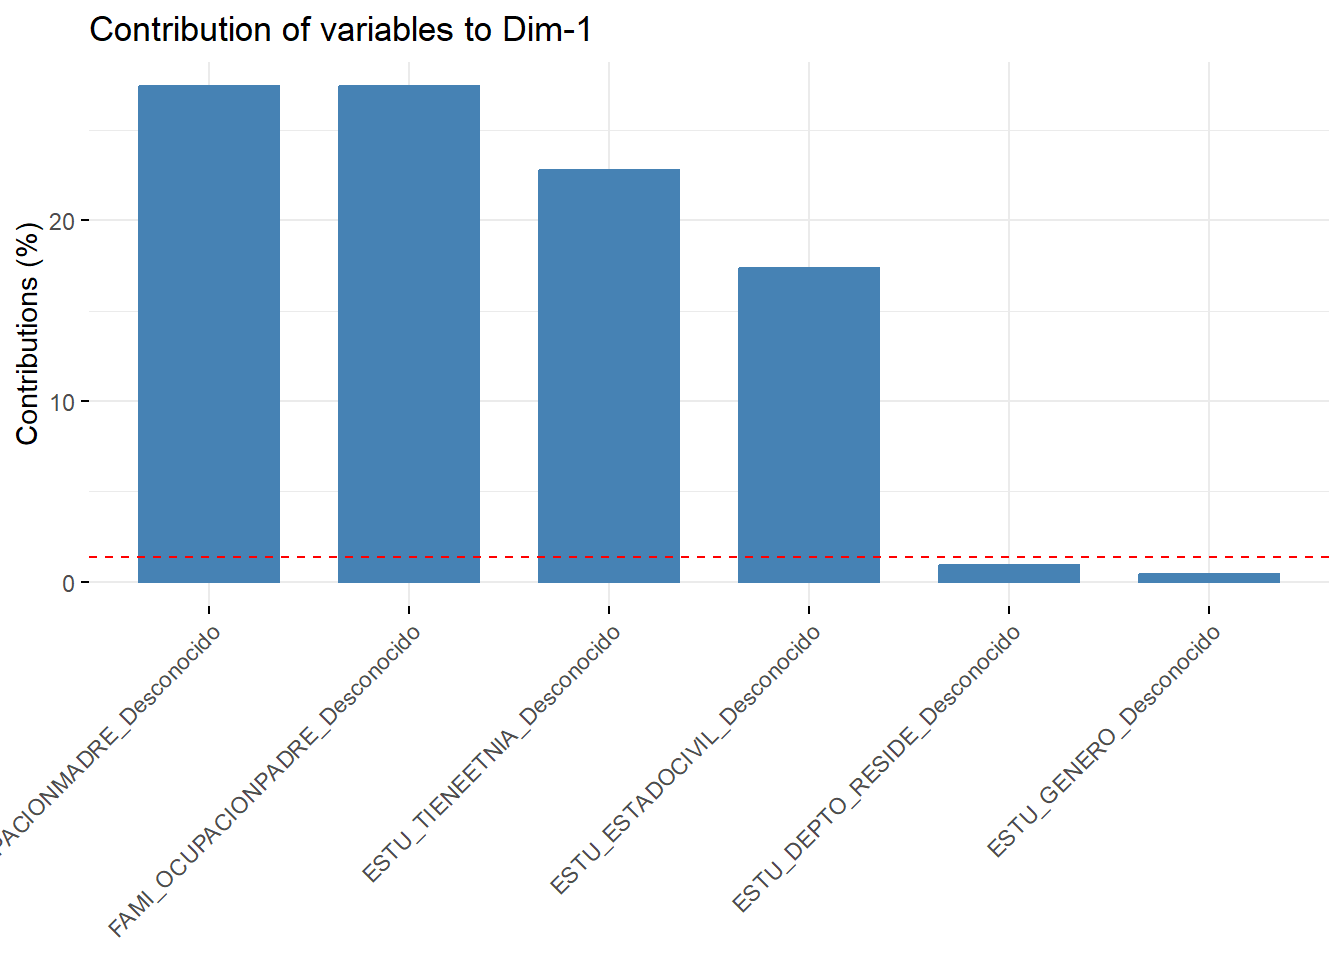 Contribution of variables to Dim-1
Contributions (%)
20
10
0
PACIONMADRE_Desconocido
FAMI_OCUPACIONPADRE_Desconocido
ESTU_TIENEETNIA_Desconocido
ESTU_ESTADOCIVIL_Desconocido
ESTU_DEPTO_RESIDE_Desconocido
ESTU_GENERO_Desconocido